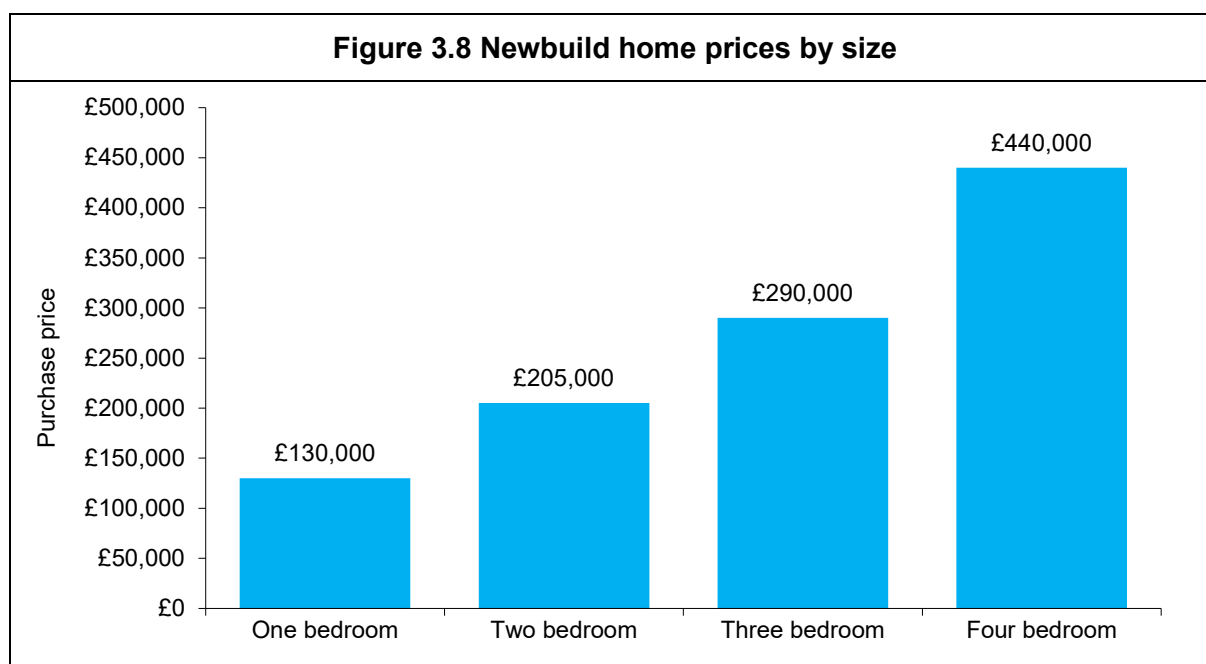 Figure 3.8 Newbuild home prices by size
£500,000
£450,000
£400,000
£350,000
£300,000
£250,000
£200,000
£150,000
£100,000
£50,000
£0
Purchase price
£130,000
£205,000
£290,000
£440,000
One bedroom
Two bedroom
Three bedroom
Four bedroom